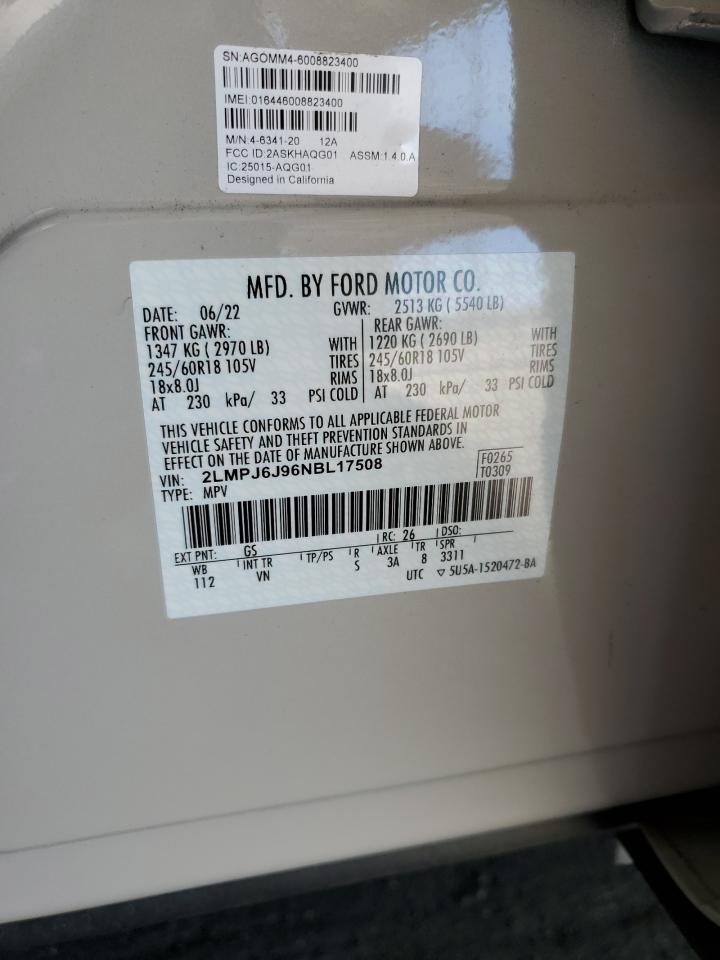 SN:AGOMM4-6008823400
IMEI:016446008823400
M/N:4-6341-20 12A
FCC ID:2ASKHAQG01 ASSM:1.4.0.A
IC:25015-AQG01
Designed in California
MFD. BY FORD MOTOR CO.
DATE: 06/22 GVWR: 2513 KG ( 5540 LB)
FRONT GAWR: REAR GAWR:
1347 KG ( 2970 LB) WITH 1220 KG ( 2690 LB) WITH
245/60R18 105V TIRES 245/60R18 105V TIRES
18x8.0J RIMS 18x8.0J RIMS
AT 230 kPa/ 33 PSI COLD AT 230 kPa/ 33 PSI COLD
THIS VEHICLE CONFORMS TO ALL APPLICABLE FEDERAL MOTOR
VEHICLE SAFETY AND THEFT PREVENTION STANDARDS IN
EFFECT ON THE DATE OF MANUFACTURE SHOWN ABOVE.
VIN: 2LMPJ6J96NBL17508 F0265
TYPE: MPV T0309
EXT PNT: GS RC: 26 DSO:
WB INT TR TP/PS R AXLE TR SPR
112 VN S 3A 8 3311
UTC ▽ 5U5A-1520472-BA